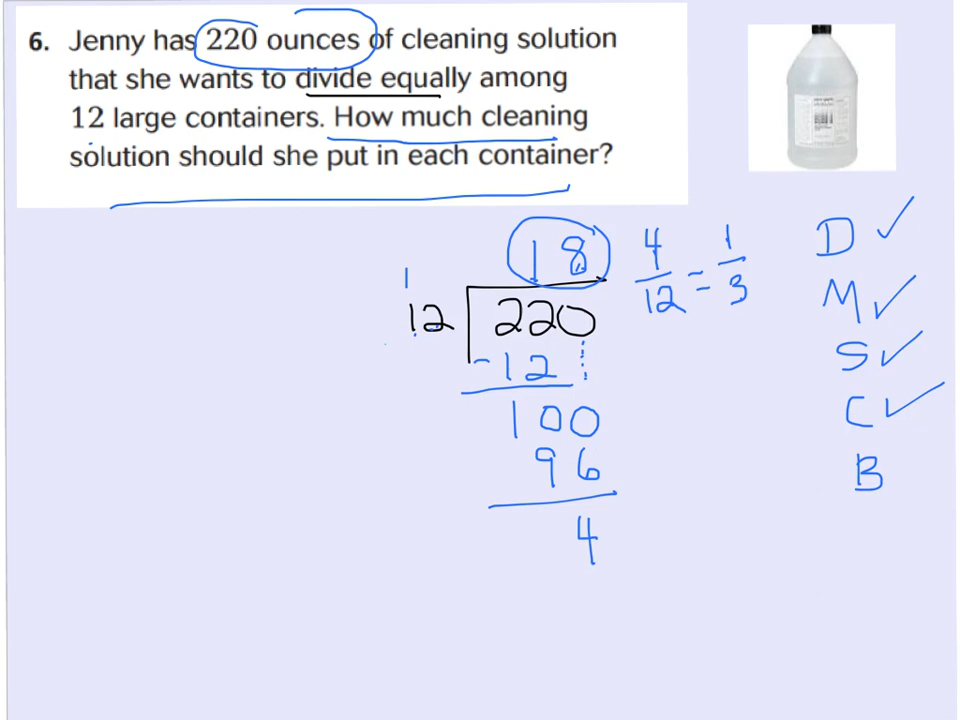 6. Jenny has 220 ounces of cleaning solution
that she wants to divide equally among
12 large containers. How much cleaning
solution should she put in each container?
18 4/12 = 1/3
1
12 220
-12
100
96
4
D ✓
M ✓
S ✓
C ✓
B